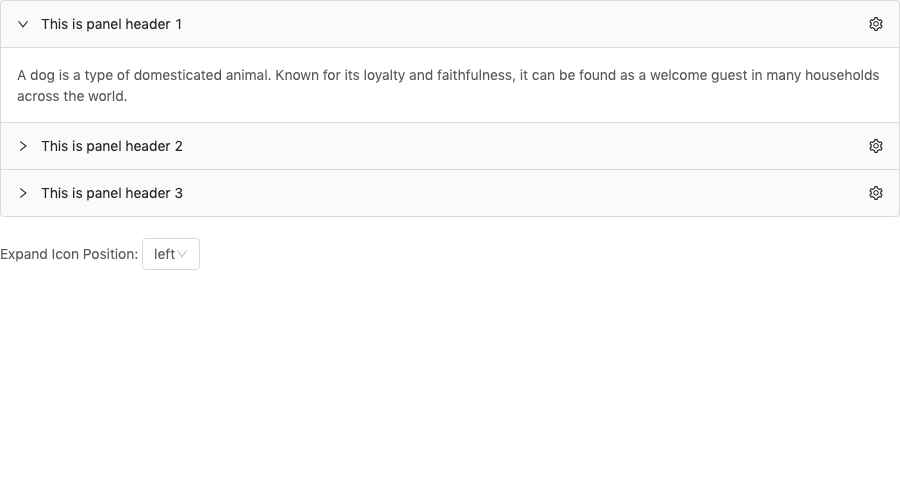 This is panel header 1
A dog is a type of domesticated animal. Known for its loyalty and faithfulness, it can be found as a welcome guest in many households
across the world.
This is panel header 2
This is panel header 3
Expand Icon Position: left